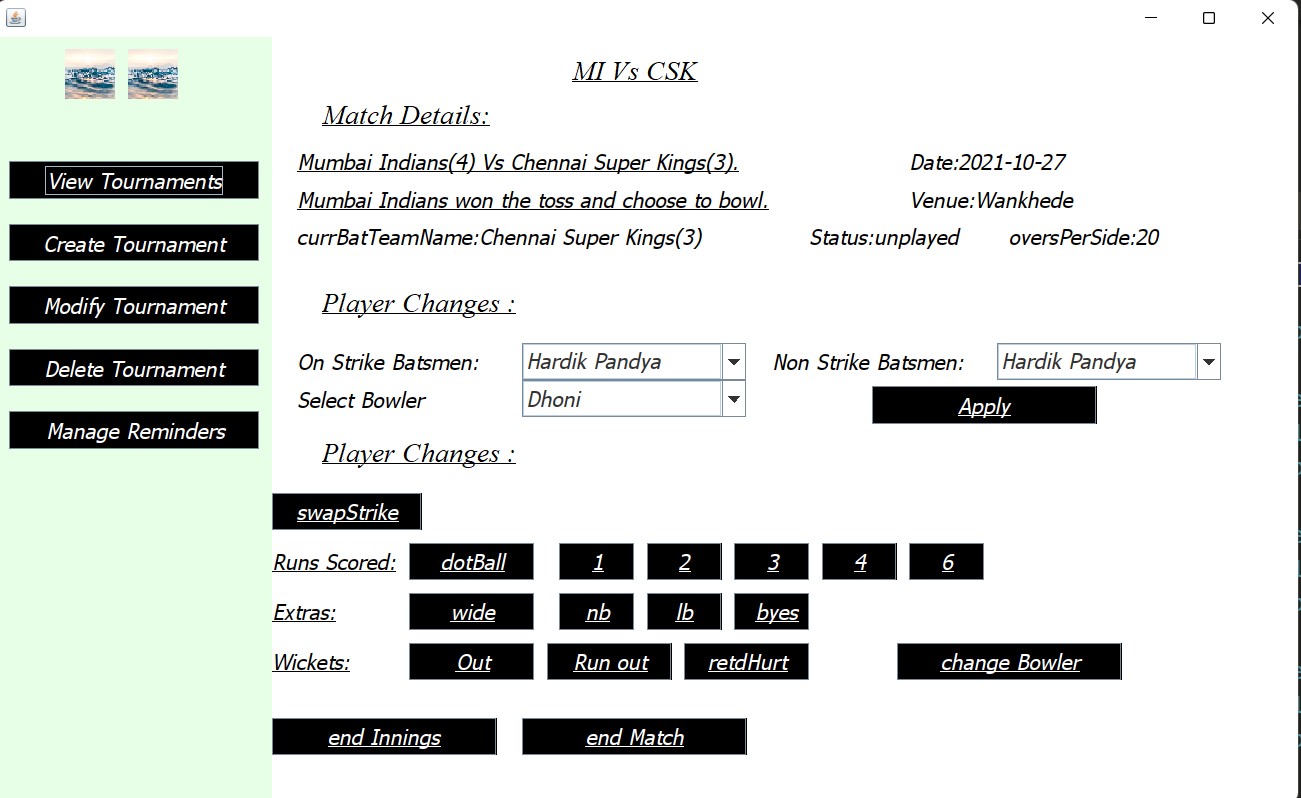 MI Vs CSK
Match Details:
Mumbai Indians(4) Vs Chennai Super Kings(3). Date:2021-10-27
Mumbai Indians won the toss and choose to bowl. Venue:Wankhede
currBatTeamName:Chennai Super Kings(3) Status:unplayed oversPerSide:20
View Tournaments
Create Tournament
Modify Tournament
Delete Tournament
Manage Reminders
Player Changes :
On Strike Batsmen: Hardik Pandya Non Strike Batsmen: Hardik Pandya
Select Bowler Dhoni Apply
Player Changes :
swapStrike
Runs Scored: dotBall 1 2 3 4 6
Extras: wide nb lb byes
Wickets: Out Run out retdHurt change Bowler
end Innings end Match